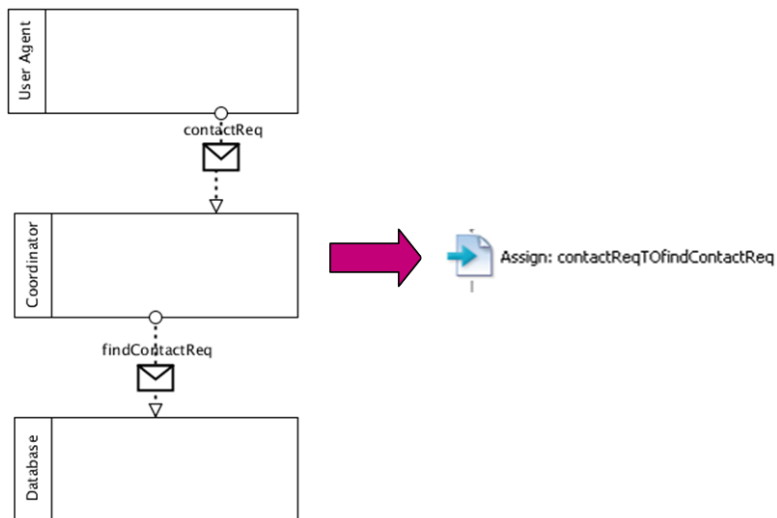 User Agent
contactReq
Coordinator
Assign: contactReqTOfindContactReq
findContactReq
Database